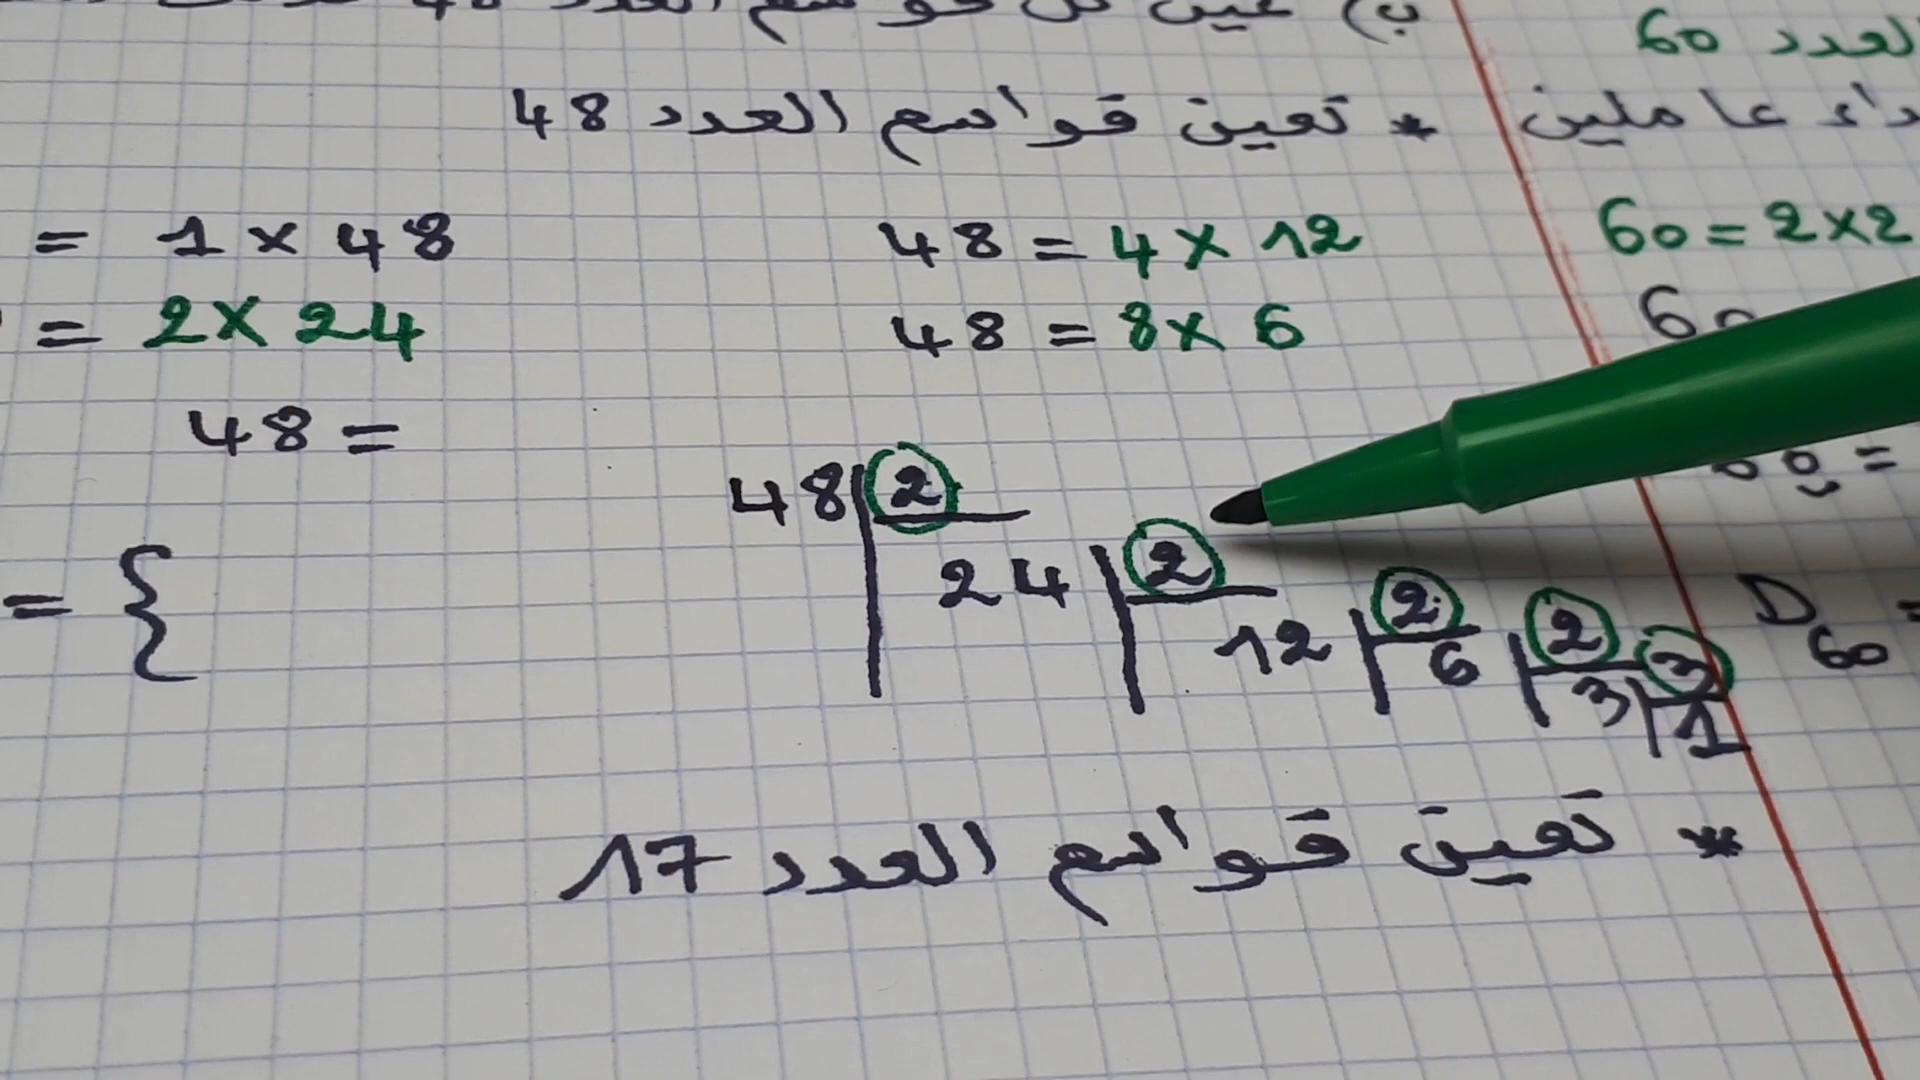 ب) عين كل قواسم العدد 48
العدد 60
* تعين قواسم العدد 48
عاملين
= 1 × 48
48 = 4 × 12
60 = 2×2
= 2 × 24
48 = 8 × 6
60
48 =
48 2
24 2
12 2
6 2
3 3
1
= {
D60 =
* تعين قواسم العدد 17